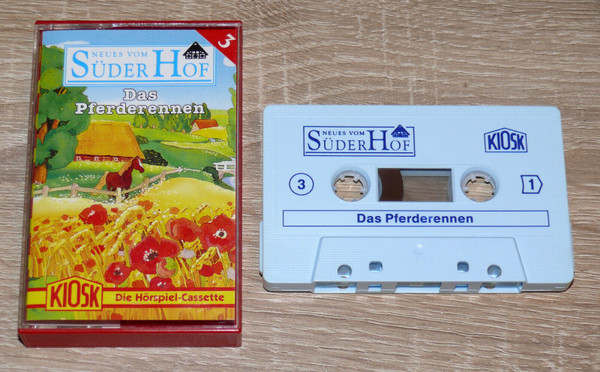 3
NEUES VOM
SÜDERHOF
Das
Pferderennen
KIOSK
Die Hörspiel-Cassette
NEUES VOM
SÜDERHOF
KIOSK
3
1
Das Pferderennen